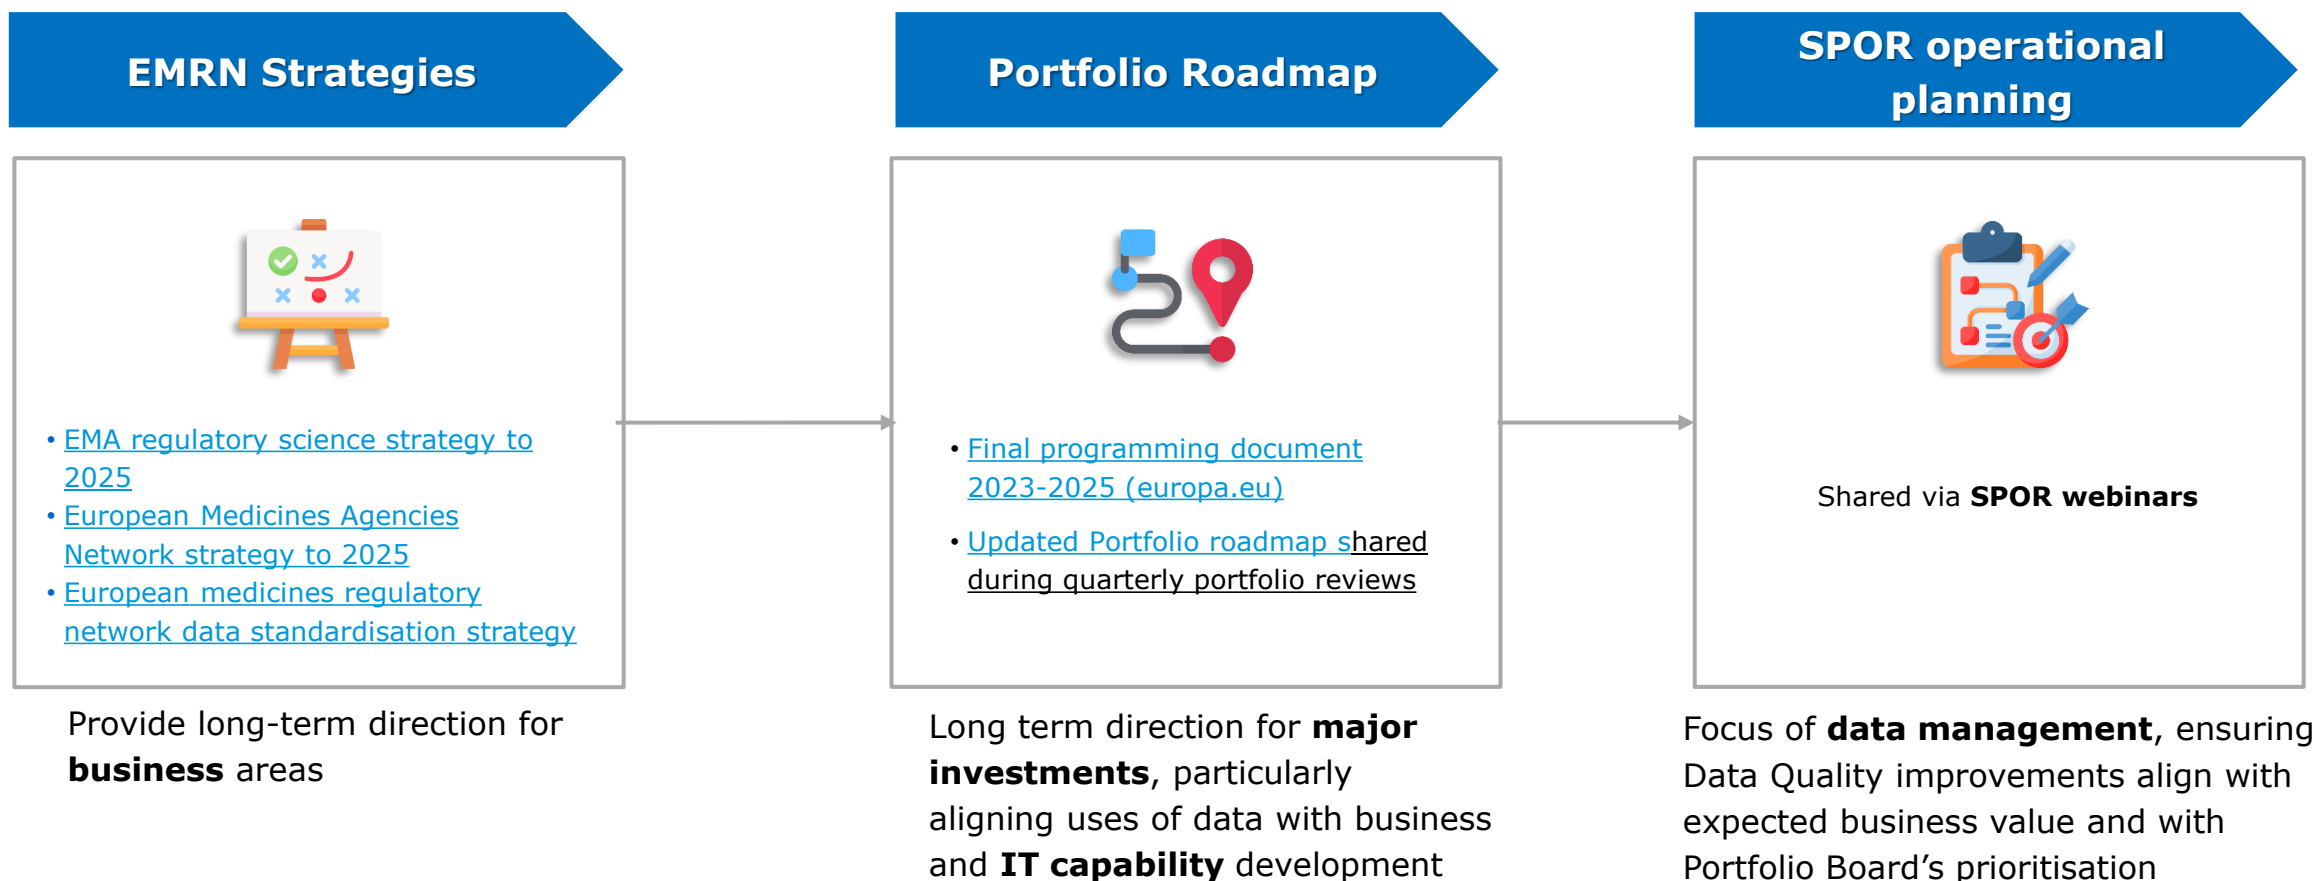 EMRN Strategies
Portfolio Roadmap
SPOR operational
planning
• EMA regulatory science strategy to
2025
• European Medicines Agencies
Network strategy to 2025
• European medicines regulatory
network data standardisation strategy
• Final programming document
2023-2025 (europa.eu)
• Updated Portfolio roadmap shared
during quarterly portfolio reviews
Shared via SPOR webinars
Provide long-term direction for
business areas
Long term direction for major
investments, particularly
aligning uses of data with business
and IT capability development
Focus of data management, ensuring
Data Quality improvements align with
expected business value and with
Portfolio Board’s prioritisation